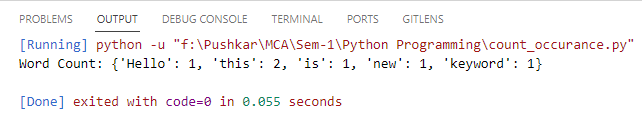 PROBLEMS OUTPUT DEBUG CONSOLE TERMINAL PORTS GITLENS
[Running] python -u "f:\Pushkar\MCA\Sem-1\Python Programming\count_occurance.py"
Word Count: {'Hello': 1, 'this': 2, 'is': 1, 'new': 1, 'keyword': 1}
[Done] exited with code=0 in 0.055 seconds